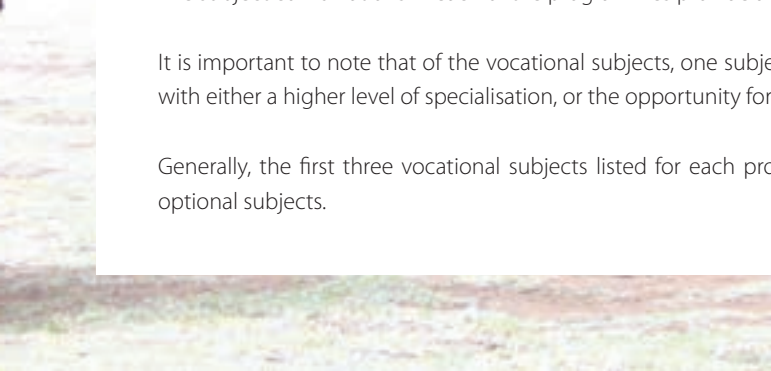 It is important to note that of the vocational subjects, one subje
with either a higher level of specialisation, or the opportunity for
Generally, the first three vocational subjects listed for each pro
optional subjects.